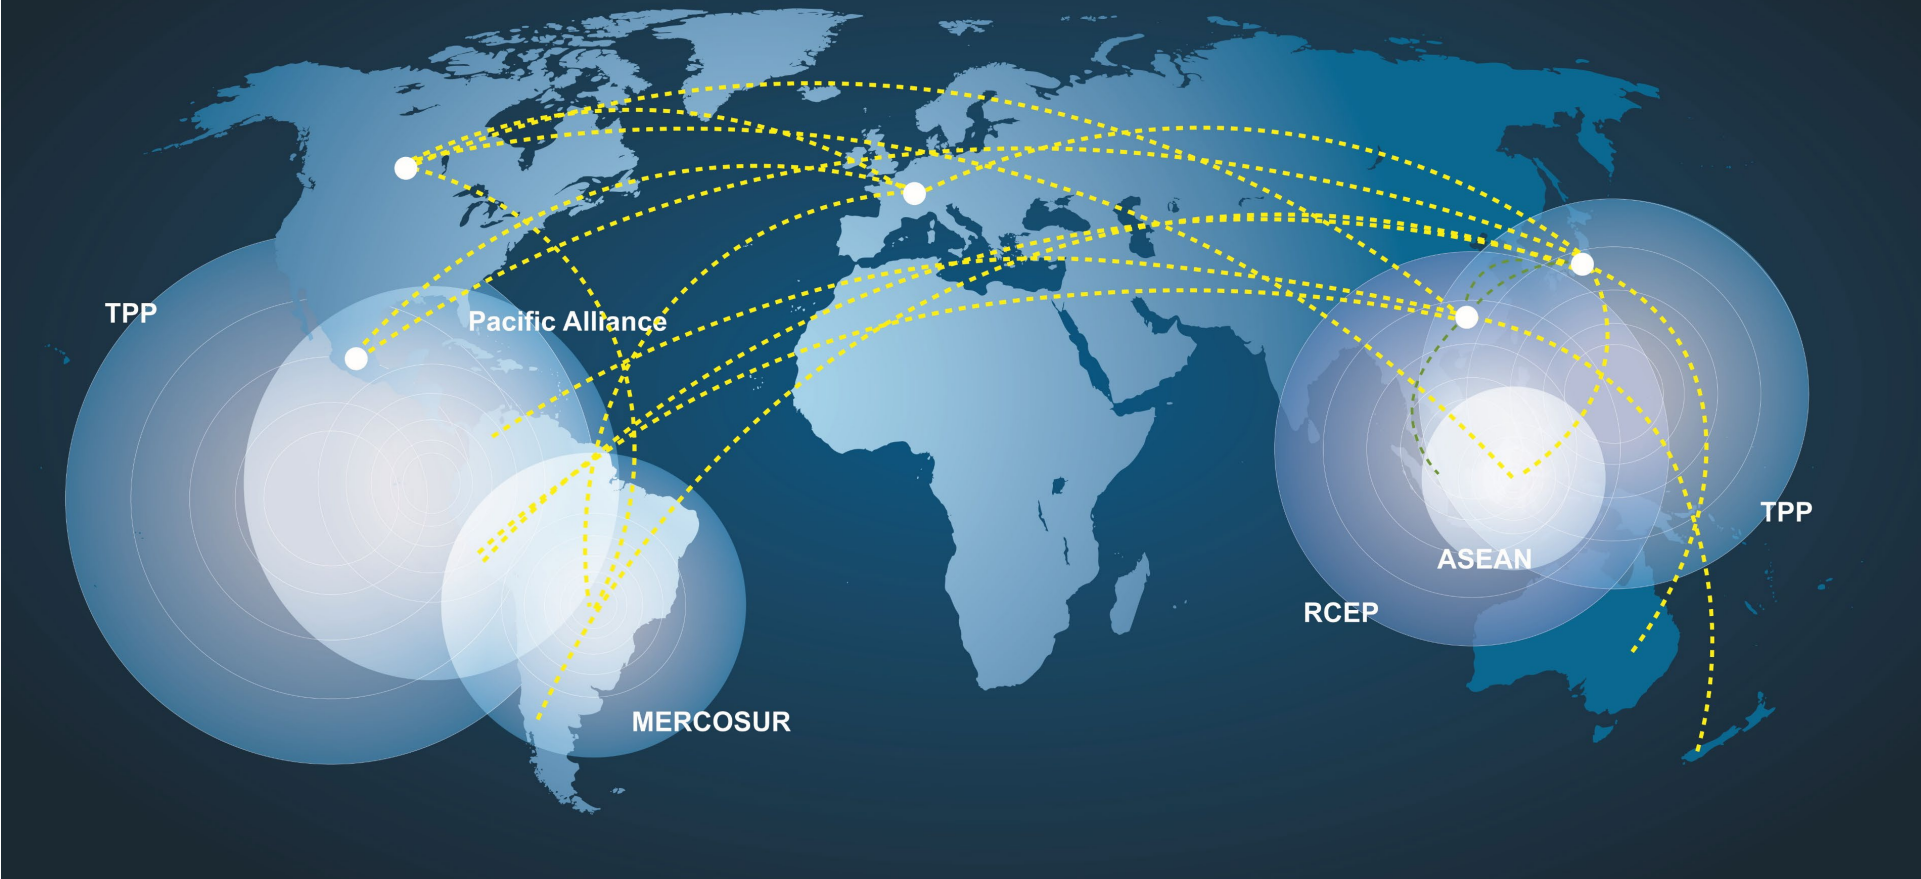 TPP
Pacific Alliance
TPP
ASEAN
RCEP
MERCOSUR